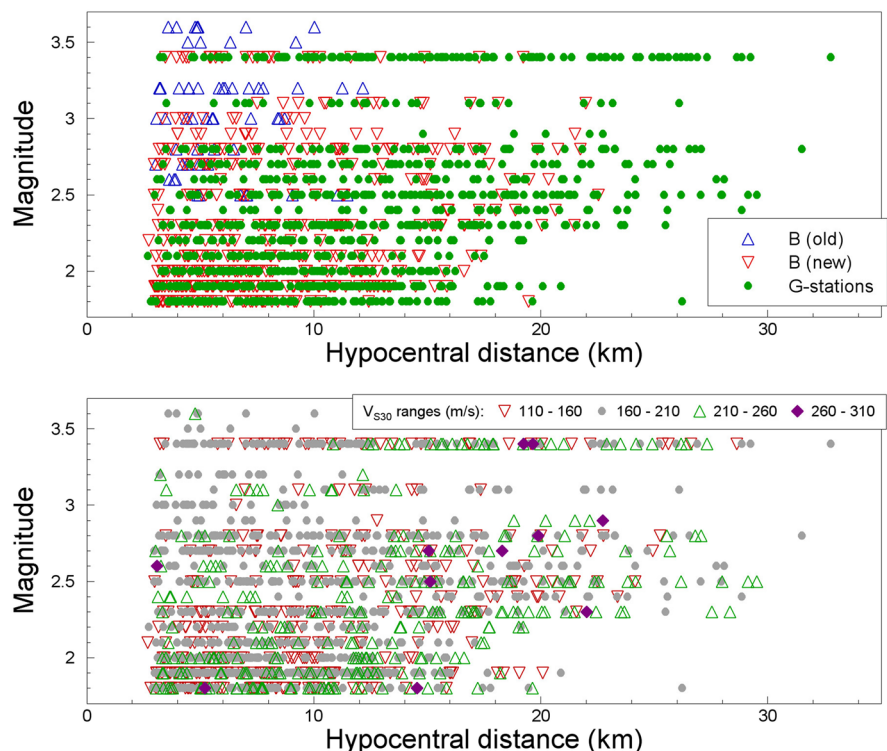 3.5
3
2.5
2
Magnitude
B (old)
B (new)
G-stations
0 10 20 30
Hypocentral distance (km)
V_S30 ranges (m/s): 110 - 160 160 - 210 210 - 260 260 - 310
3.5
3
2.5
2
Magnitude
0 10 20 30
Hypocentral distance (km)